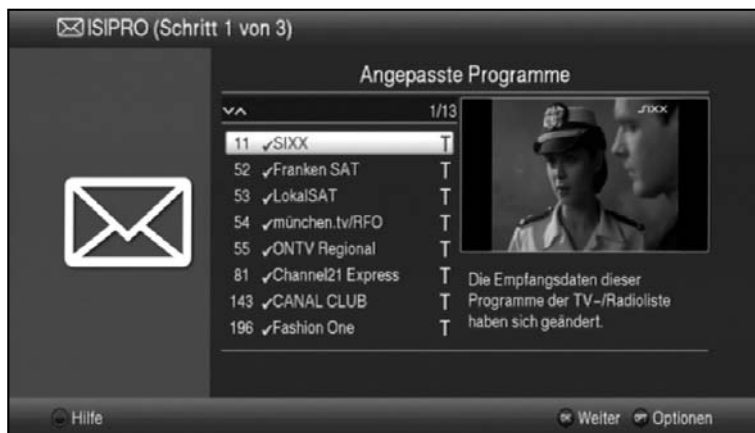 ISIPRO (Schritt 1 von 3)
Angepasste Programme
1/13
11 ✓SIXX T
52 ✓Franken SAT T
53 ✓LokalSAT T
54 ✓münchen.tv/RFO T
55 ✓ONTV Regional T
81 ✓Channel21 Express T
143 ✓CANAL CLUB T
196 ✓Fashion One T
sixx
Die Empfangsdaten dieser
Programme der TV-/Radioliste
haben sich geändert.
Hilfe
OK Weiter OPT Optionen